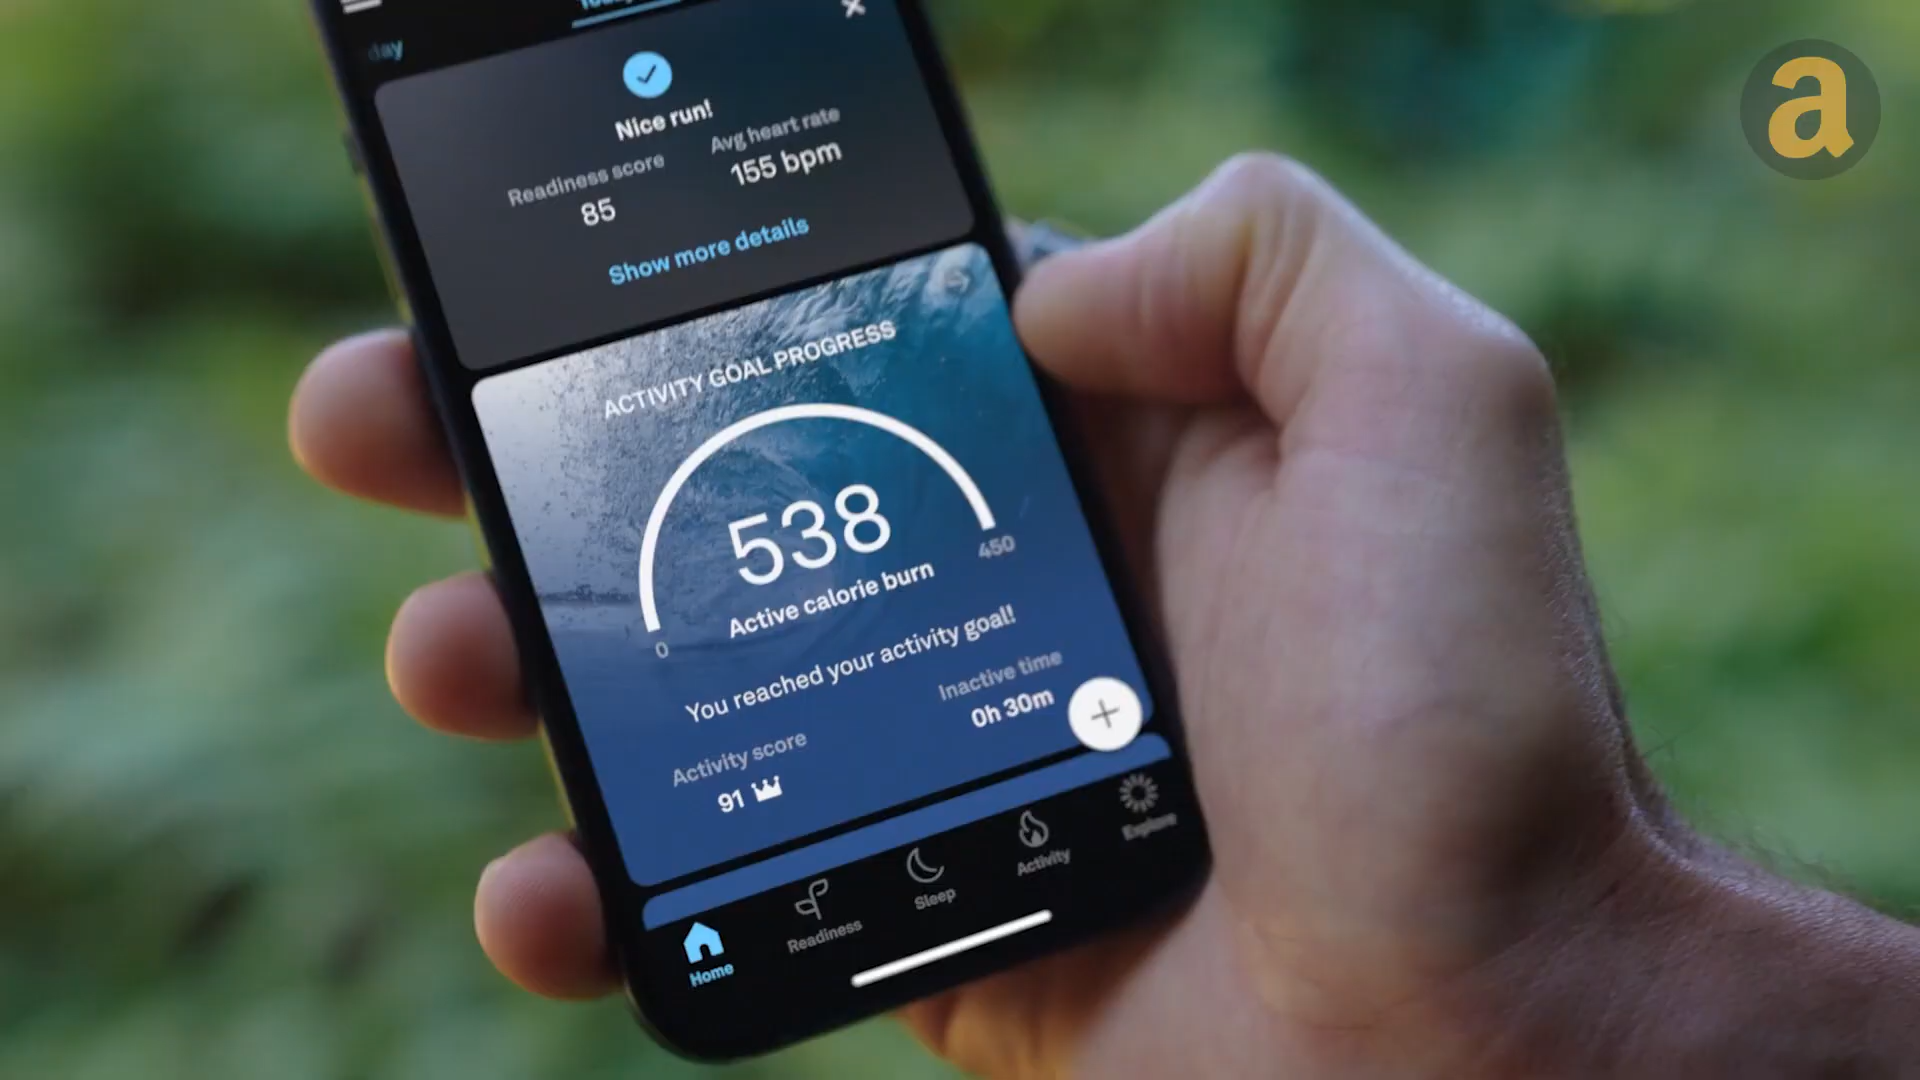 day
Nice run!
Readiness score
85
Avg heart rate
155 bpm
Show more details
ACTIVITY GOAL PROGRESS
538
0
450
Active calorie burn
You reached your activity goal!
Activity score
91
Inactive time
0h 30m
Home
Readiness
Sleep
Activity
Explore
a